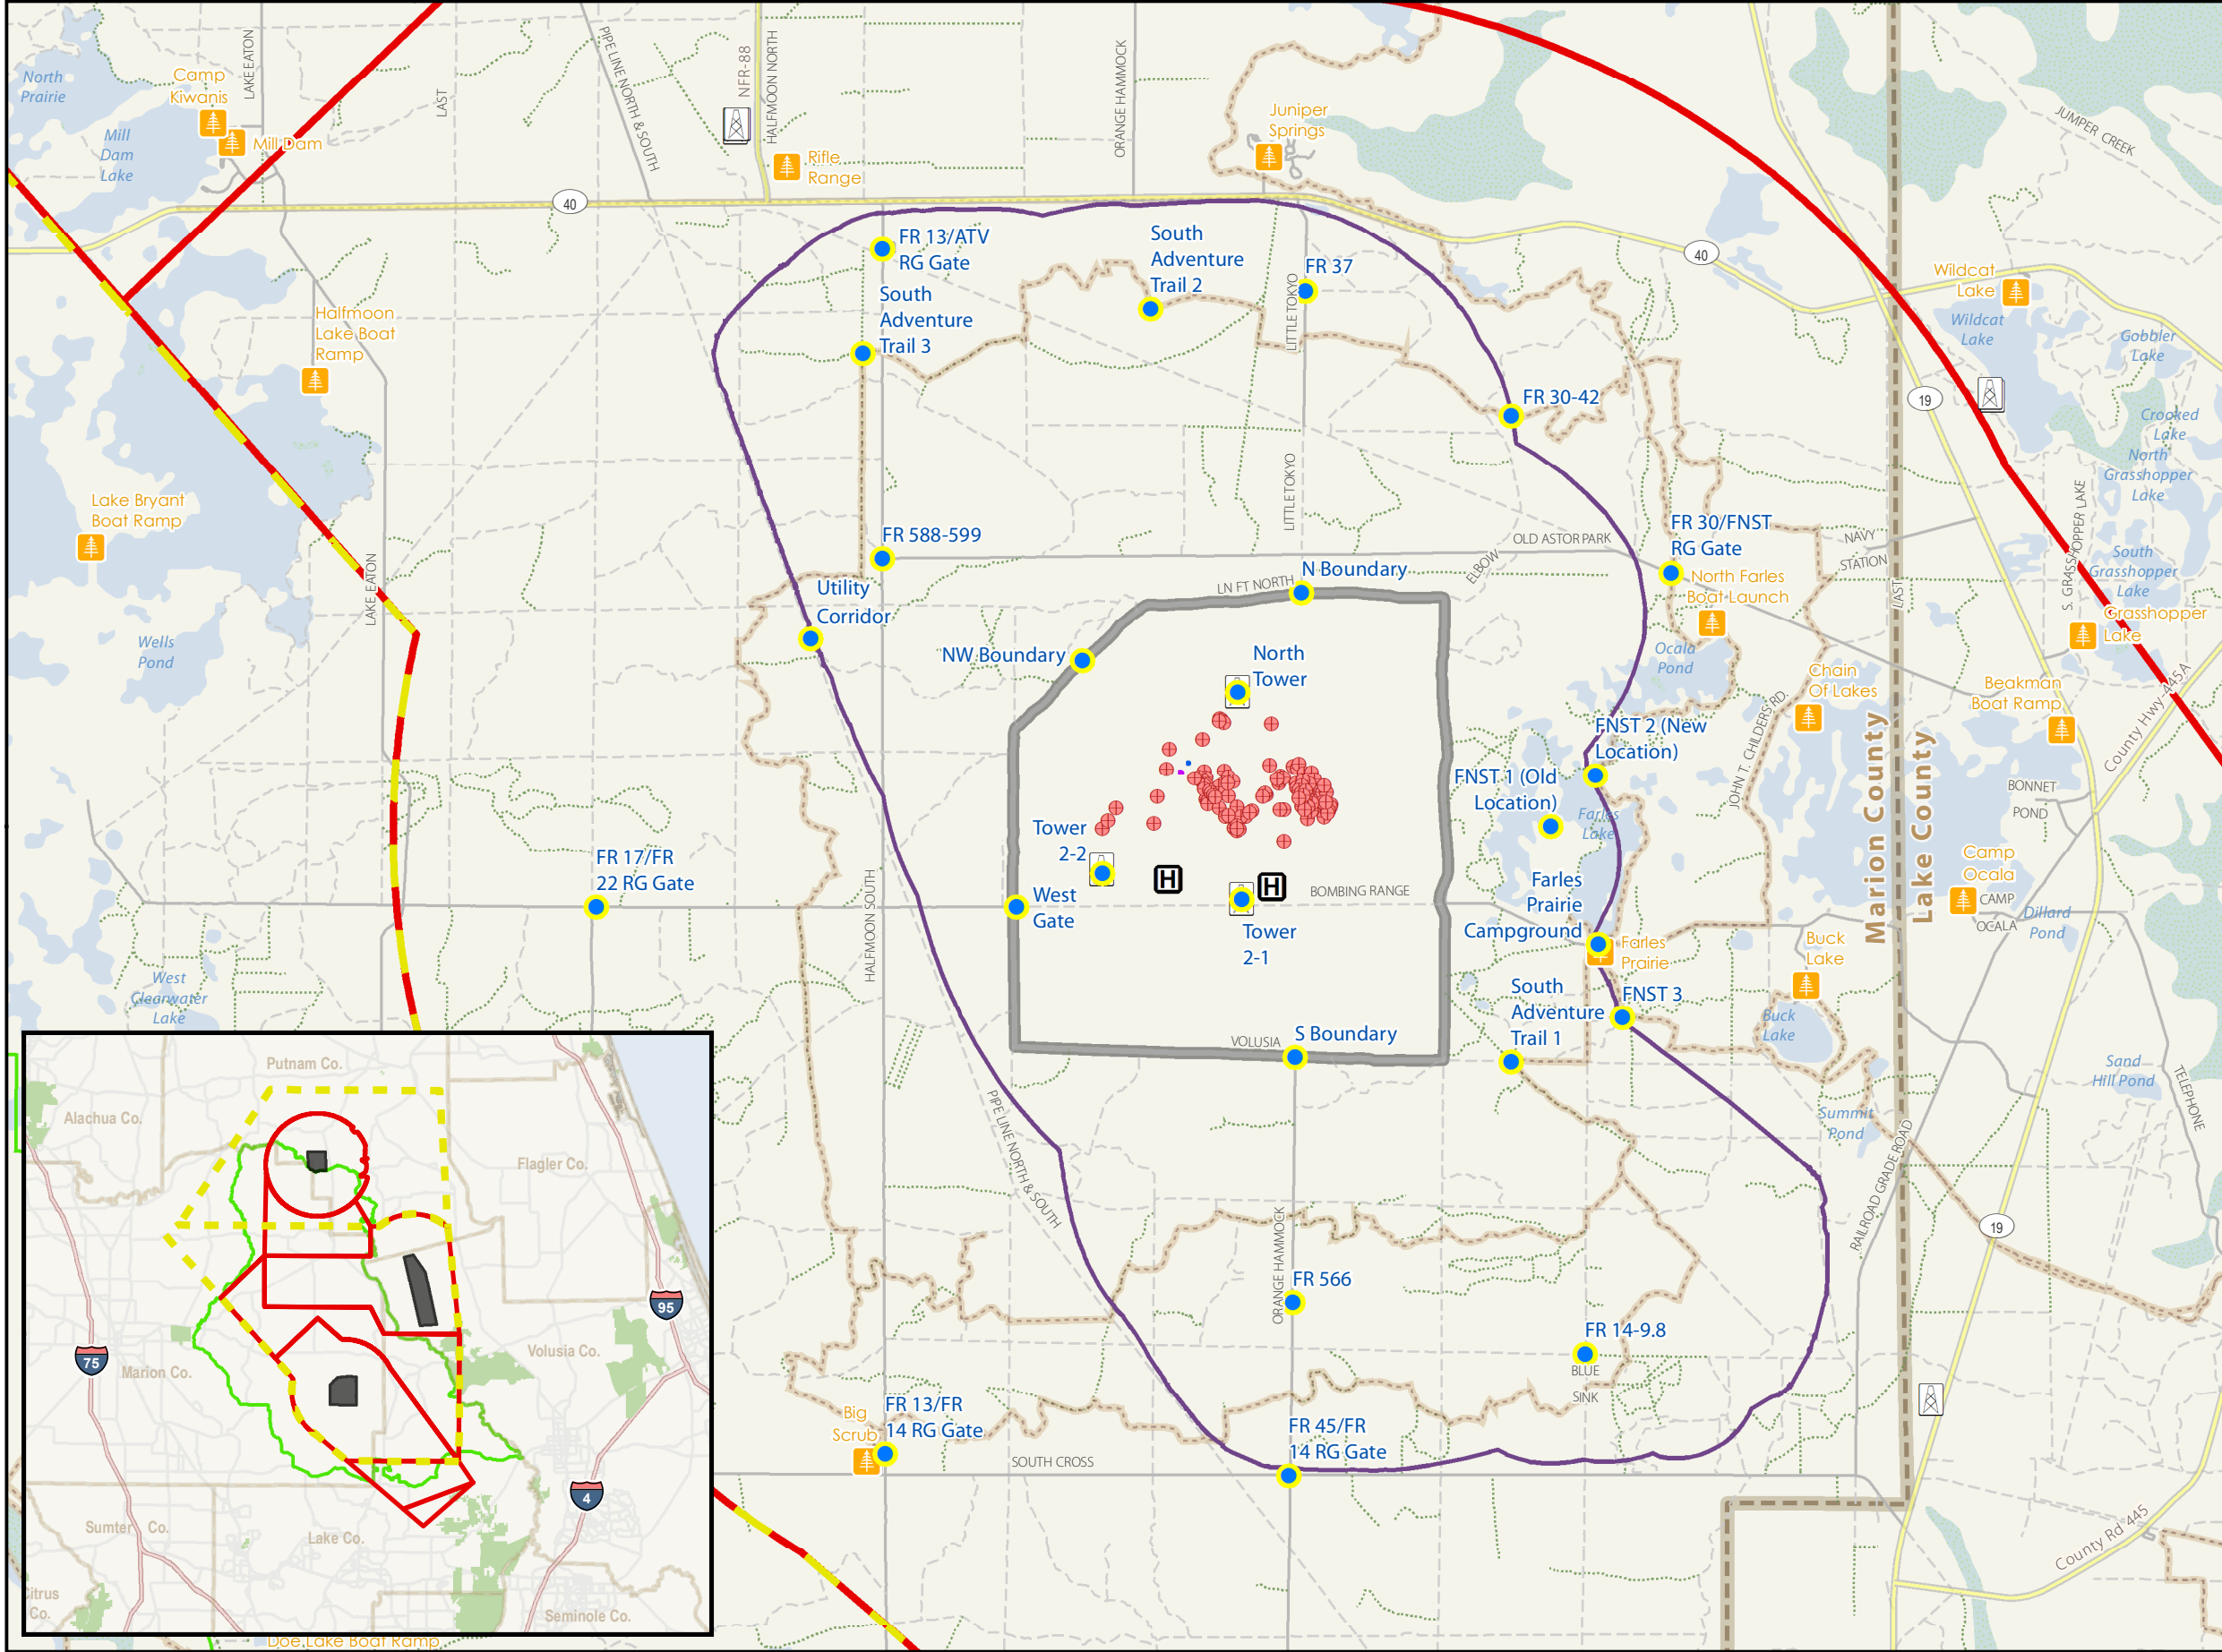 North
Prairie
Camp
Kiwanis
LAKE EATON
Mill Dam
Mill
Dam
Lake
LAST
PIPE LINE NORTH & SOUTH
NFR-88
HALFMOON NORTH
Rifle
Range
ORANGE HAMMOCK
Juniper
Springs
JUMPER CREEK
40
40
FR 13/ATV
RG Gate
South
Adventure
Trail 2
FR 37
LITTLE TOKYO
South
Adventure
Trail 3
Wildcat
Lake
Wildcat
Lake
Gobbler
Lake
Halfmoon
Lake Boat
Ramp
FR 30-42
19
Crooked
Lake
North
Grasshopper
Lake
Lake Bryant
Boat Ramp
LITTLE TOKYO
FR 588-599
OLD ASTOR PARK
FR 30/FNST
RG Gate
NAVY
STATION
S. GRASSHOPPER LAKE
South
Grasshopper
Lake
LAKE EATON
Utility
Corridor
LN FT NORTH
N Boundary
ELBOW
North Farles
Boat Launch
LAST
Grasshopper
Lake
Wells
Pond
NW Boundary
North
Tower
Ocala
Pond
Chain
Of Lakes
Beakman
Boat Ramp
County Hwy-445A
FNST 2 (New
Location)
JOHN T. CHILDERS RD.
Marion County
Lake County
FNST 1 (Old
Location)
Farles
Lake
BONNET
POND
Tower
2-2
FR 17/FR
22 RG Gate
HALFMOON SOUTH
West
Gate
BOMBING RANGE
H
H
Tower
2-1
Farles
Prairie
Campground
Farles
Prairie
Camp
Ocala
CAMP
OCALA
Dillard
Pond
Buck
Lake
West
Clearwater
Lake
South
Adventure
Trail 1
FNST 3
Buck
Lake
VOLUSIA
S Boundary
Sand
Hill Pond
TELEPHONE
Summit
Pond
PIPE LINE NORTH & SOUTH
RAILROAD GRADE ROAD
19
ORANGE HAMMOCK
FR 566
FR 14-9.8
BLUE
SINK
Big
Scrub
FR 13/FR
14 RG Gate
FR 45/FR
14 RG Gate
SOUTH CROSS
County Rd 445
Putnam Co.
Alachua Co.
Flagler Co.
95
75
Marion Co.
Volusia Co.
4
Sumter Co.
Lake Co.
Citrus
Co.
Seminole Co.
Doe Lake Boat Ramp